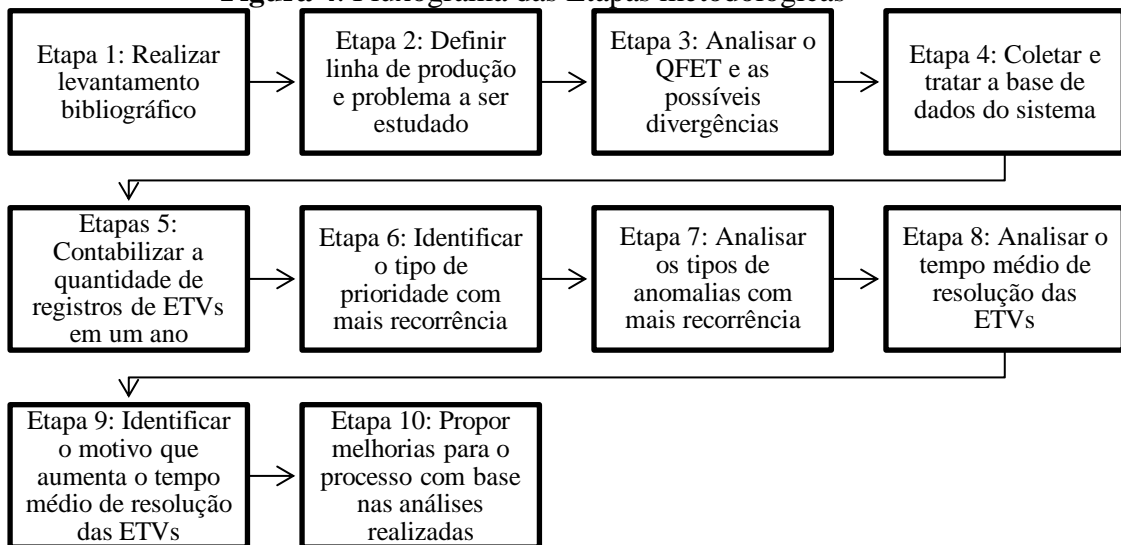 Figura 4: Fluxograma das Etapas metodológicas
Etapa 1: Realizar
levantamento
bibliográfico
Etapa 2: Definir
linha de produção
e problema a ser
estudado
Etapa 3: Analisar o
QFET e as
possíveis
divergências
Etapa 4: Coletar e
tratar a base de
dados do sistema
Etapas 5:
Contabilizar a
quantidade de
registros de ETVs
em um ano
Etapa 6: Identificar
o tipo de
prioridade com
mais recorrência
Etapa 7: Analisar
os tipos de
anomalias com
mais recorrência
Etapa 8: Analisar o
tempo médio de
resolução das
ETVs
Etapa 9: Identificar
o motivo que
aumenta o tempo
médio de resolução
das ETVs
Etapa 10: Propor
melhorias para o
processo com base
nas análises
realizadas